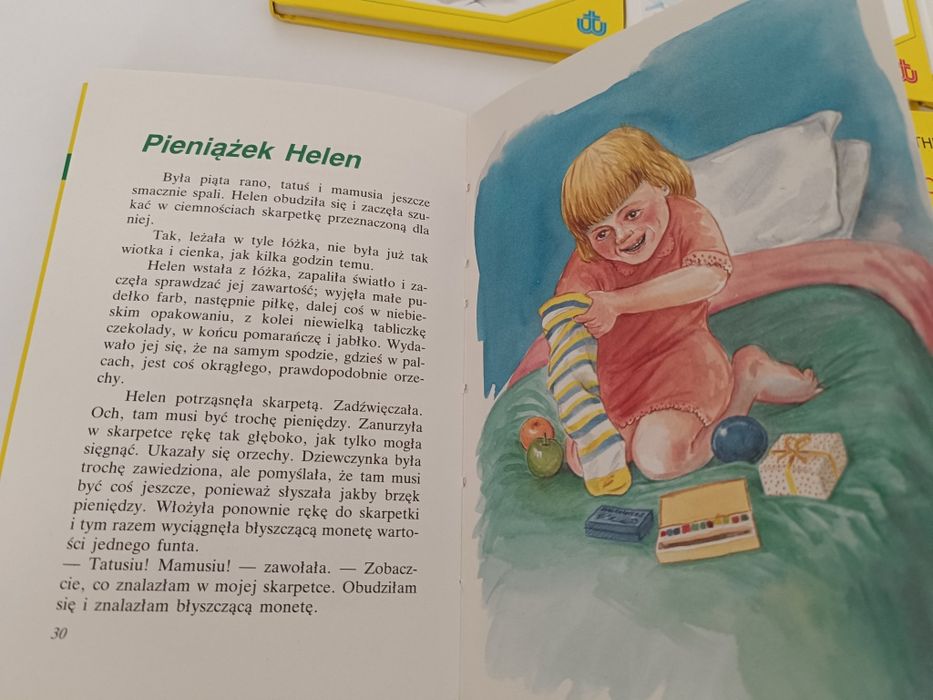 Pieniążek Helen
Była piąta rano, tatuś i mamusia jeszcze
smacznie spali. Helen obudziła się i zaczęła szu-
kać w ciemnościach skarpetkę przeznaczoną dla
niej.
Tak, leżała w tyle łóżka, nie była już tak
wiotka i cienka, jak kilka godzin temu.
Helen wstała z łóżka, zapaliła światło i za-
częła sprawdzać jej zawartość; wyjęła małe pu-
dełko farb, następnie piłkę, dalej coś w niebie-
skim opakowaniu, z kolei niewielką tabliczkę
czekolady, w końcu pomarańczę i jabłko. Wyda-
wało jej się, że na samym spodzie, gdzieś w pal-
cach, jest coś okrągłego, prawdopodobnie orze-
chy.
Helen potrząsnęła skarpetą. Zadźwięczała.
Och, tam musi być trochę pieniędzy. Zanurzyła
w skarpetce rękę tak głęboko, jak tylko mogła
sięgnąć. Ukazały się orzechy. Dziewczynka była
trochę zawiedziona, ale pomyślała, że tam musi
być coś jeszcze, ponieważ słyszała jakby brzęk
pieniędzy. Włożyła ponownie rękę do skarpetki
i tym razem wyciągnęła błyszczącą monetę warto-
ści jednego funta.
— Tatusiu! Mamusiu! — zawołała. — Zobacz-
cie, co znalazłam w mojej skarpetce. Obudziłam
się i znalazłam błyszczącą monetę.
30